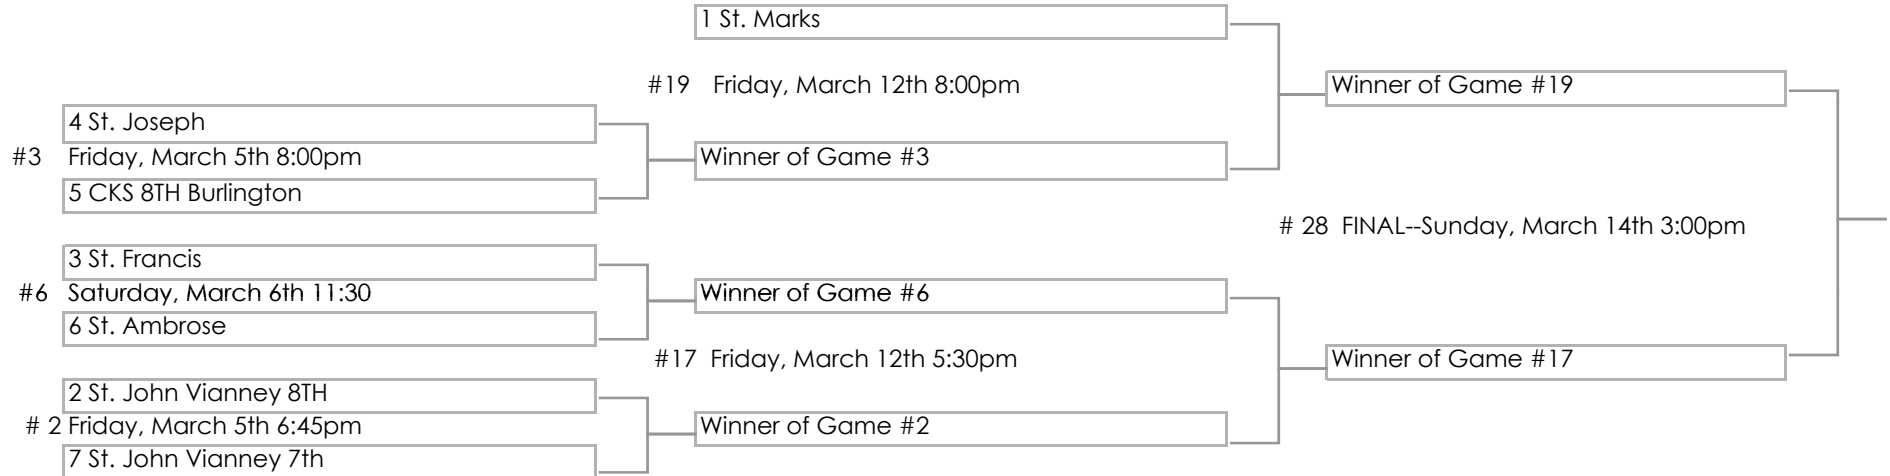 1 St. Marks
#19 Friday, March 12th 8:00pm
Winner of Game #19
4 St. Joseph
#3 Friday, March 5th 8:00pm
Winner of Game #3
5 CKS 8TH Burlington
# 28 FINAL--Sunday, March 14th 3:00pm
3 St. Francis
#6 Saturday, March 6th 11:30
Winner of Game #6
6 St. Ambrose
#17 Friday, March 12th 5:30pm
Winner of Game #17
2 St. John Vianney 8TH
# 2 Friday, March 5th 6:45pm
Winner of Game #2
7 St. John Vianney 7th